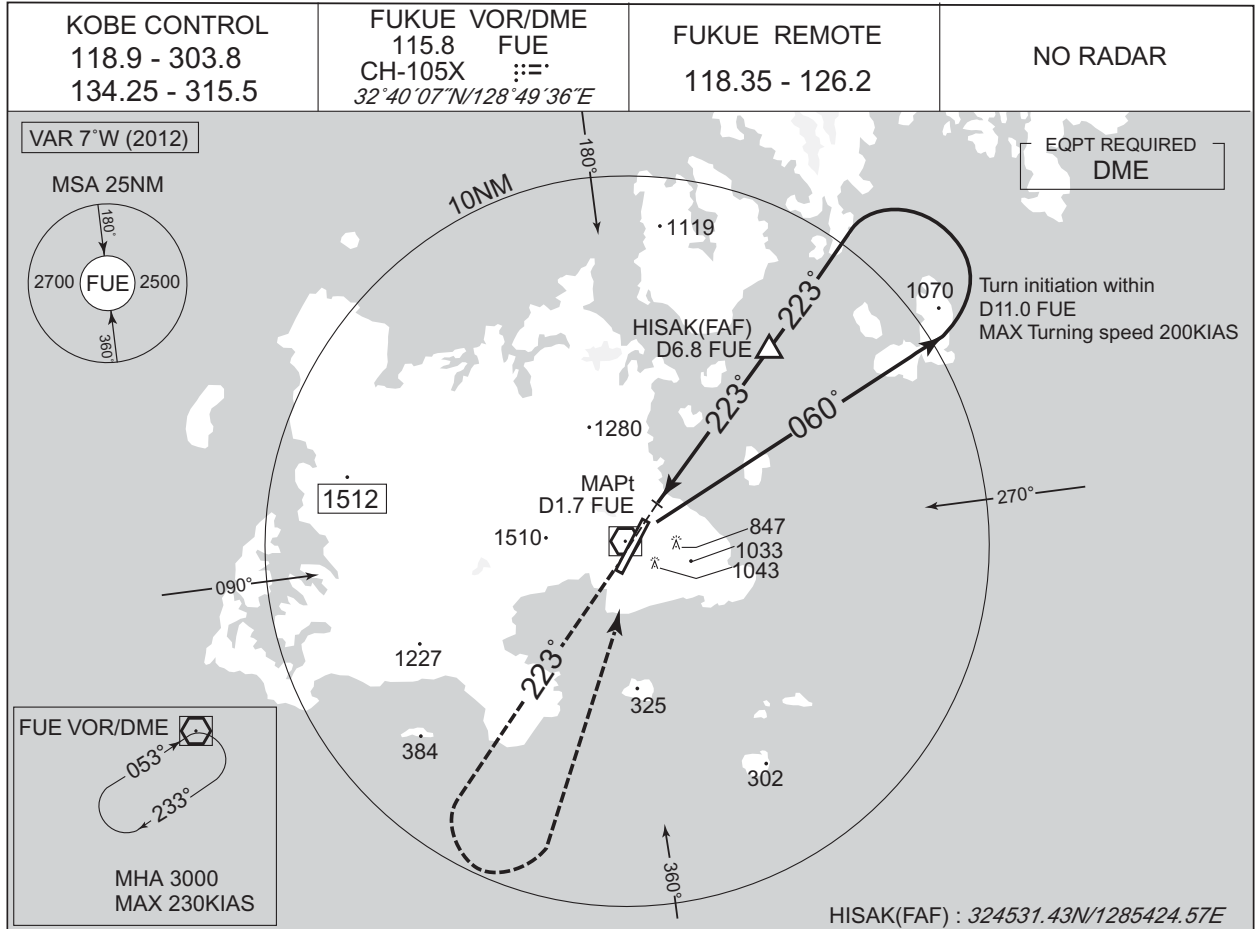 KOBE CONTROL
118.9 - 303.8
134.25 - 315.5
FUKUE VOR/DME
115.8 FUE
CH-105X
32°40′07″N/128°49′36″E
FUKUE REMOTE
118.35 - 126.2
NO RADAR
VAR 7°W (2012)
MSA 25NM
180°
2700 FUE 2500
360°
10NM
180°
EQPT REQUIRED
DME
1119
223°
1070
Turn initiation within
D11.0 FUE
MAX Turning speed 200KIAS
HISAK(FAF)
D6.8 FUE
223°
060°
1280
MAPt
D1.7 FUE
1512
270°
1510
847
1033
1043
090°
1227
223°
325
384
302
FUE VOR/DME
053°
233°
MHA 3000
MAX 230KIAS
360°
HISAK(FAF) : 324531.43N/1285424.57E